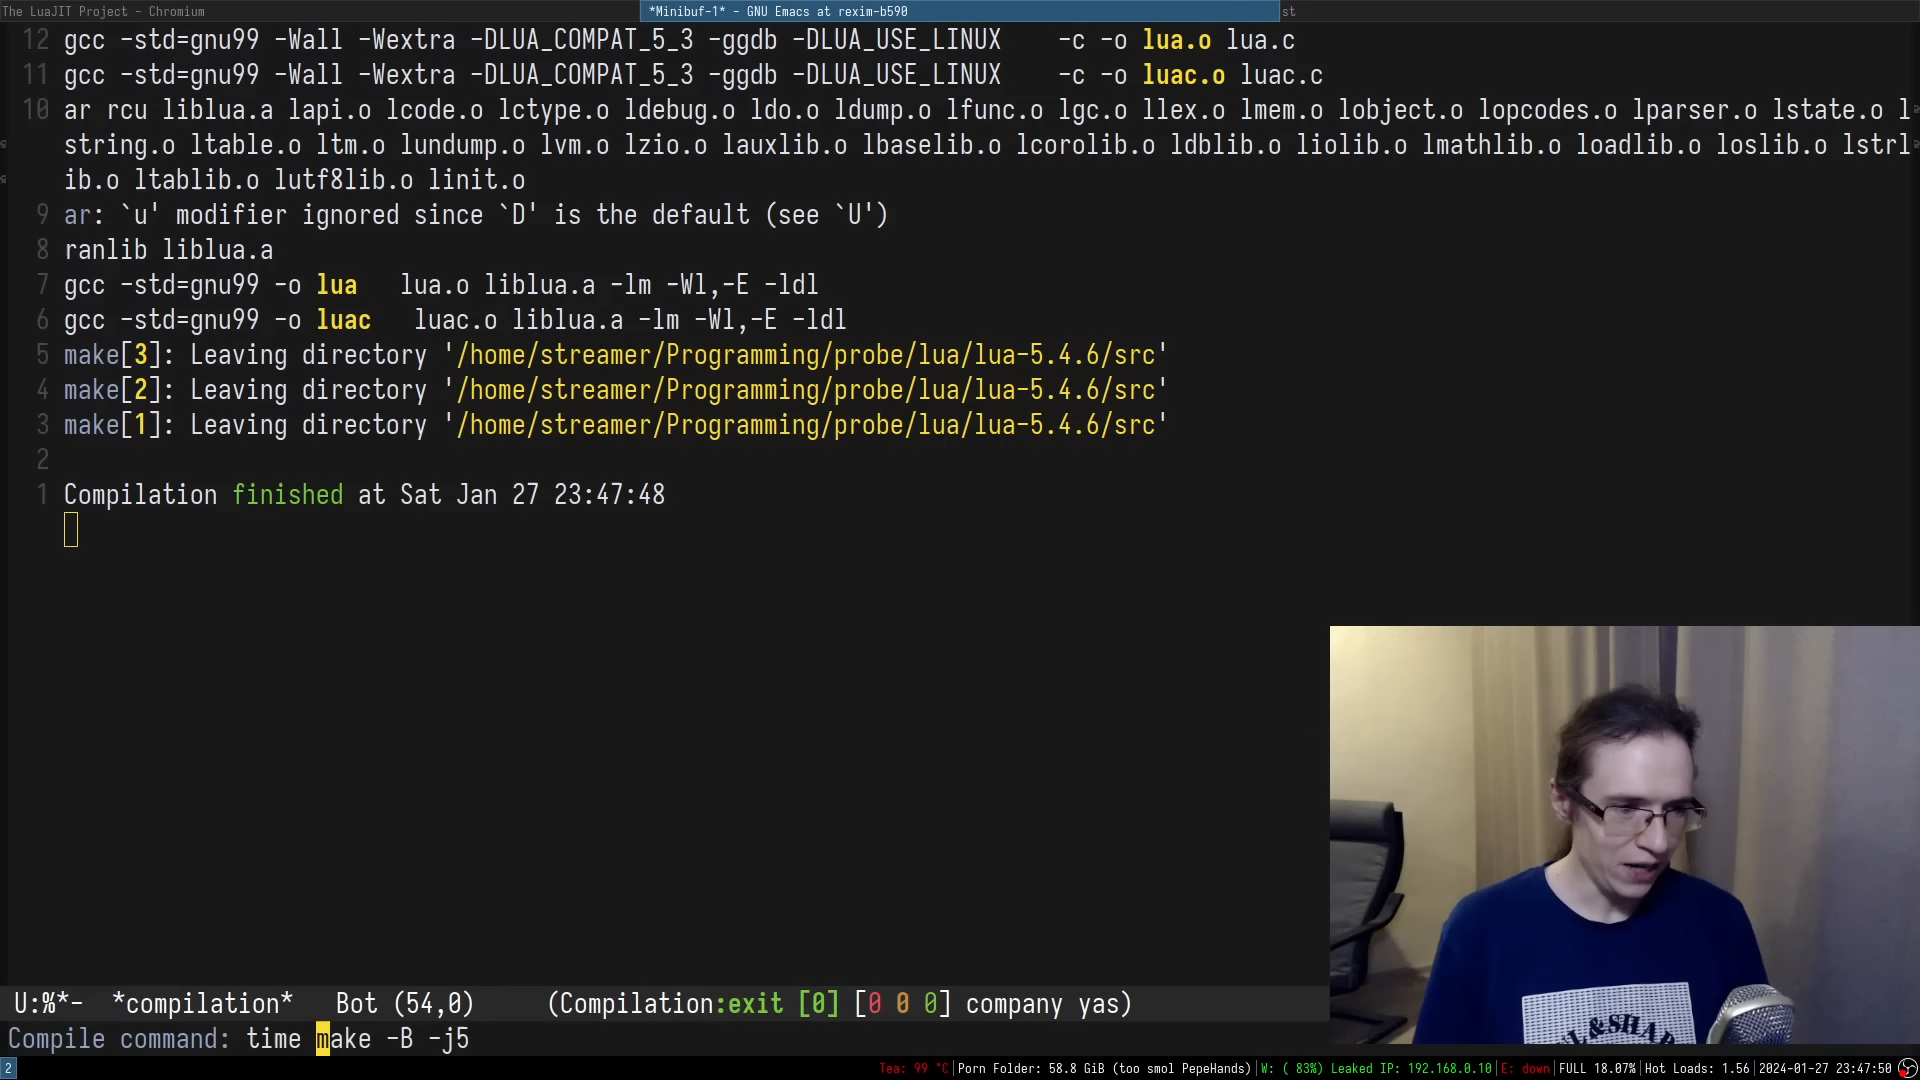 The LuaJIT Project - Chromium
*Minibuf-1* - GNU Emacs at rexim-b590
st
12 gcc -std=gnu99 -Wall -Wextra -DLUA_COMPAT_5_3 -ggdb -DLUA_USE_LINUX    -c -o lua.o lua.c
11 gcc -std=gnu99 -Wall -Wextra -DLUA_COMPAT_5_3 -ggdb -DLUA_USE_LINUX    -c -o luac.o luac.c
10 ar rcu liblua.a lapi.o lcode.o lctype.o ldebug.o ldo.o ldump.o lfunc.o lgc.o llex.o lmem.o lobject.o lopcodes.o lparser.o lstate.o l
string.o ltable.o ltm.o lundump.o lvm.o lzio.o lauxlib.o lbaselib.o lcorolib.o ldblib.o liolib.o lmathlib.o loadlib.o loslib.o lstrl
ib.o ltablib.o lutf8lib.o linit.o
9 ar: `u' modifier ignored since `D' is the default (see `U')
8 ranlib liblua.a
7 gcc -std=gnu99 -o lua   lua.o liblua.a -lm -Wl,-E -ldl
6 gcc -std=gnu99 -o luac   luac.o liblua.a -lm -Wl,-E -ldl
5 make[3]: Leaving directory '/home/streamer/Programming/probe/lua/lua-5.4.6/src'
4 make[2]: Leaving directory '/home/streamer/Programming/probe/lua/lua-5.4.6/src'
3 make[1]: Leaving directory '/home/streamer/Programming/probe/lua/lua-5.4.6/src'
2
1 Compilation finished at Sat Jan 27 23:47:48
U:%*-  *compilation*   Bot (54,0)     (Compilation:exit [0] [0 0 0] company yas)
Compile command: time make -B -j5
2
Tea: 99 °C|Porn Folder: 58.8 GiB (too smol PepeHands)|W: ( 83%) Leaked IP: 192.168.0.10|E: down|FULL 18.07%|Hot Loads: 1.56|2024-01-27 23:47:50